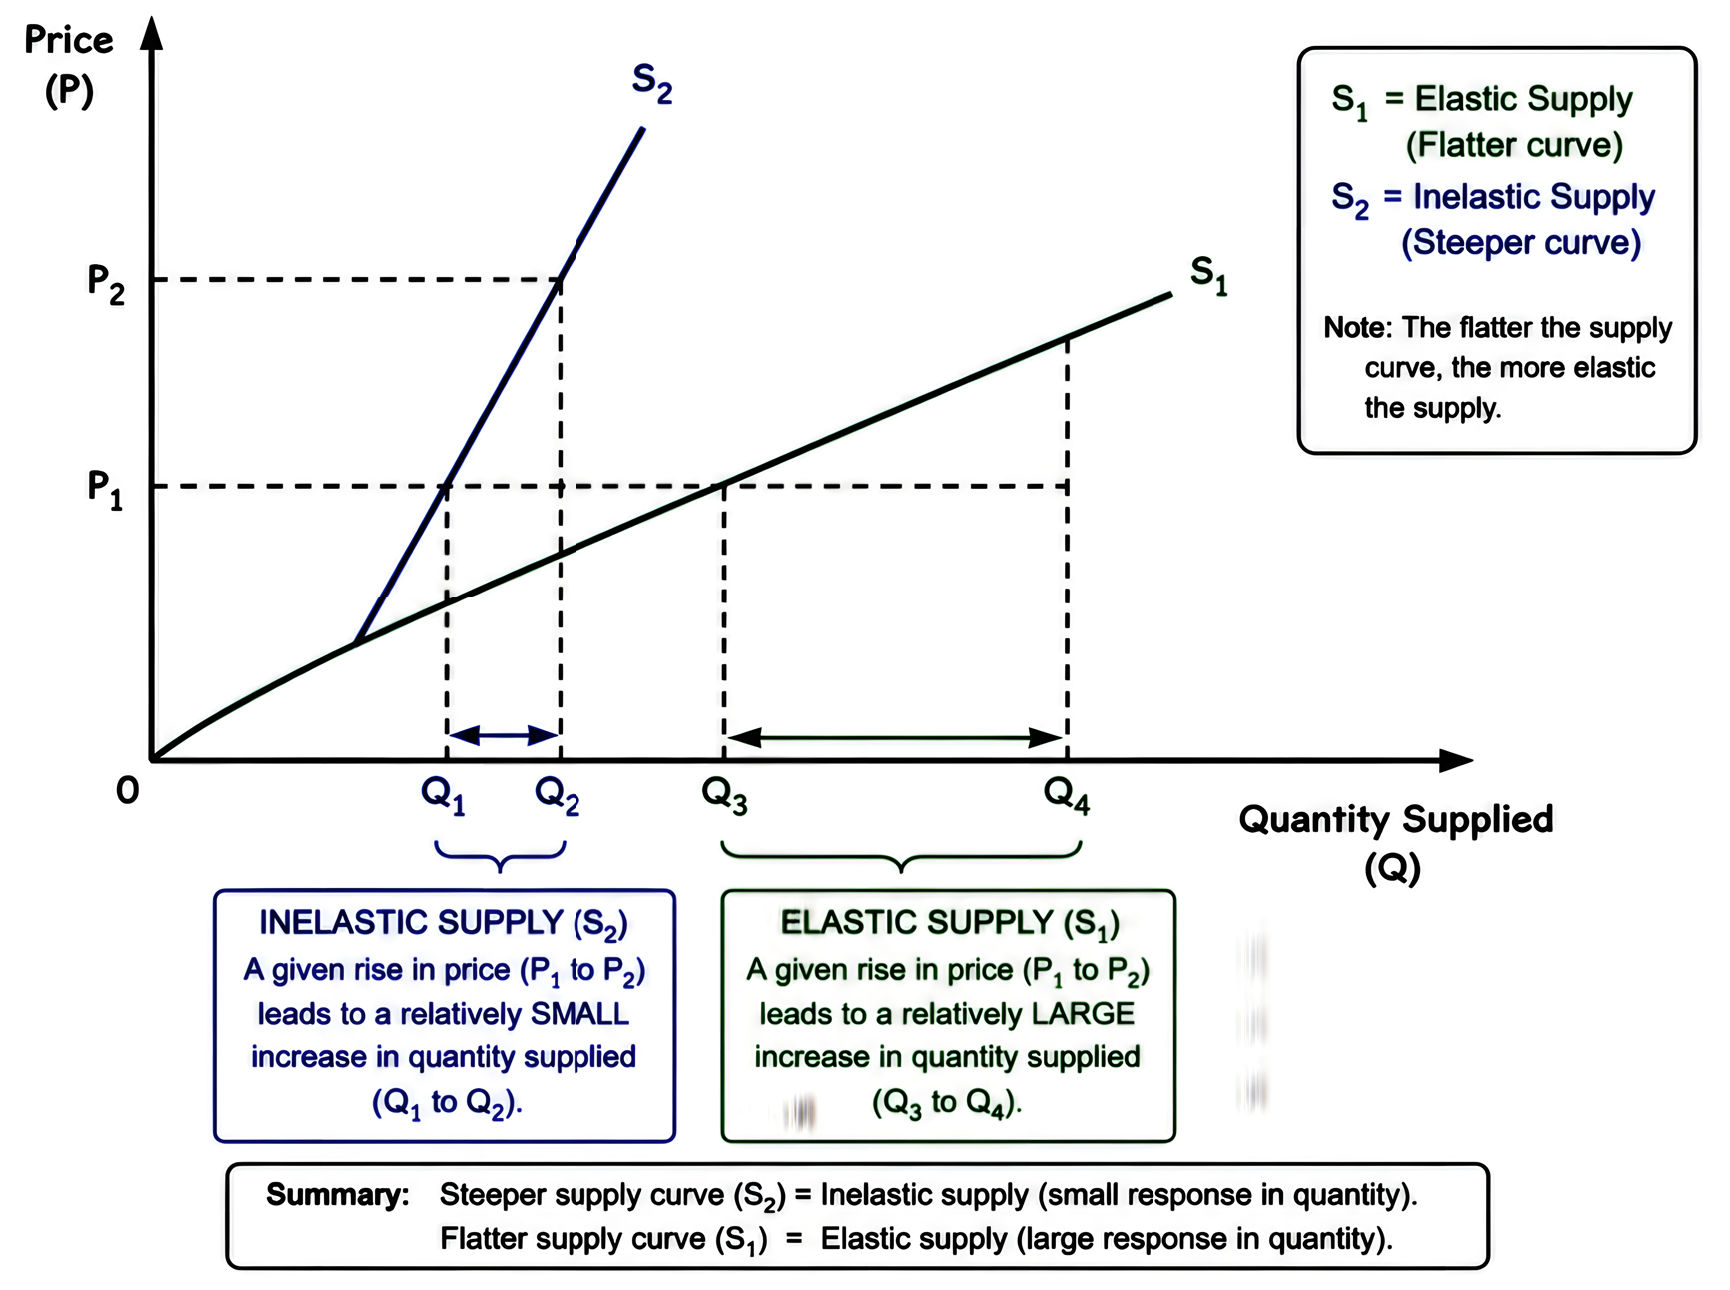 Price
(P)
S₂
S₁ = Elastic Supply
(Flatter curve)
S₂ = Inelastic Supply
(Steeper curve)
Note: The flatter the supply
curve, the more elastic
the supply.
P₂
S₁
P₁
O
Q₁ Q₂ Q₃ Q₄
Quantity Supplied
(Q)
INELASTIC SUPPLY (S₂)
A given rise in price (P₁ to P₂)
leads to a relatively SMALL
increase in quantity supplied
(Q₁ to Q₂).
ELASTIC SUPPLY (S₁)
A given rise in price (P₁ to P₂)
leads to a relatively LARGE
increase in quantity supplied
(Q₃ to Q₄).
Summary: Steeper supply curve (S₂) = Inelastic supply (small response in quantity).
Flatter supply curve (S₁) = Elastic supply (large response in quantity).